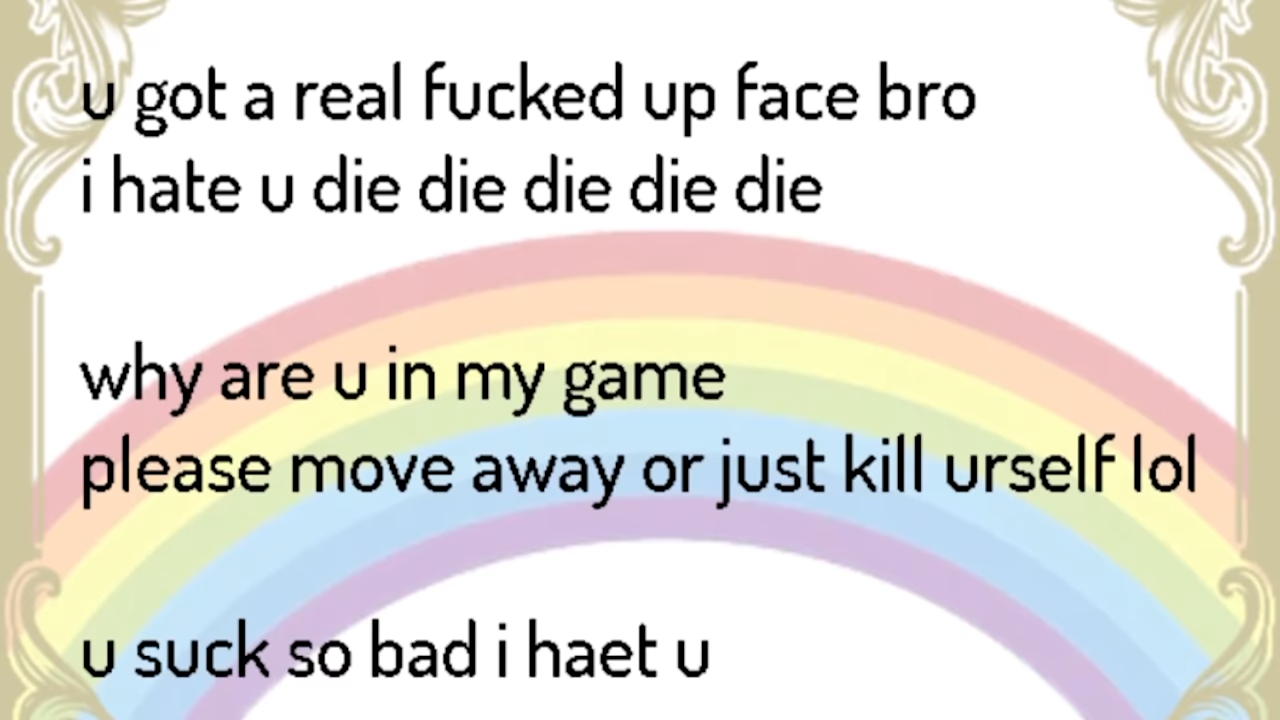 u got a real fucked up face bro
i hate u die die die die die
why are u in my game
please move away or just kill urself lol
u suck so bad i haet u